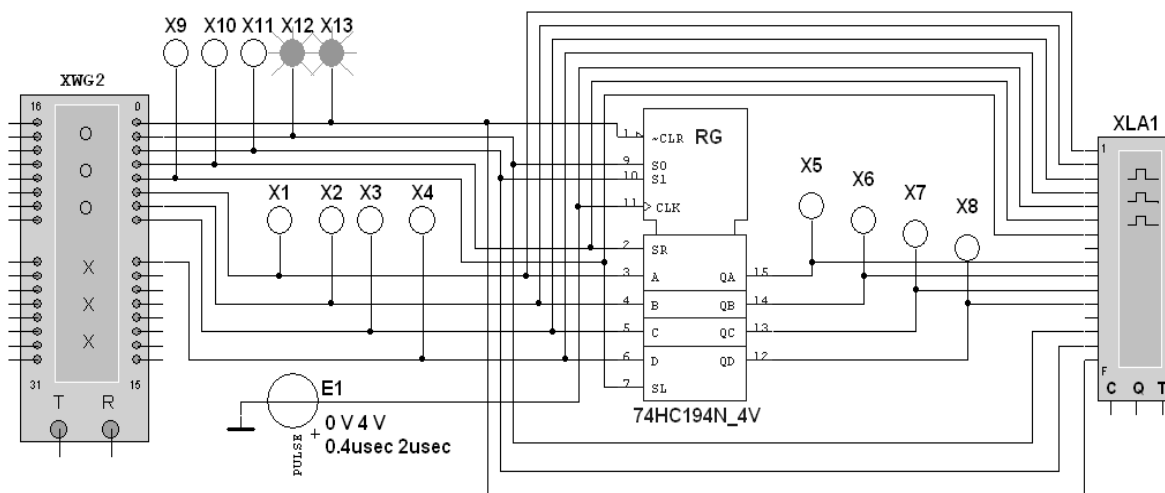 X9 X10 X11 X12 X13
XWG2
16 0
O
O
O
X
X
X
31 15
T R
X1 X2 X3 X4
E1
0 V 4 V
+ 0.4usec 2usec
PULSE
RG
1 ~CLR
9 S0
10 S1
11 CLK
2 SR
3 A QA 15
4 B QB 14
5 C QC 13
6 D QD 12
7 SL
74HC194N_4V
X5 X6 X7 X8
XLA1
1
F
C Q T